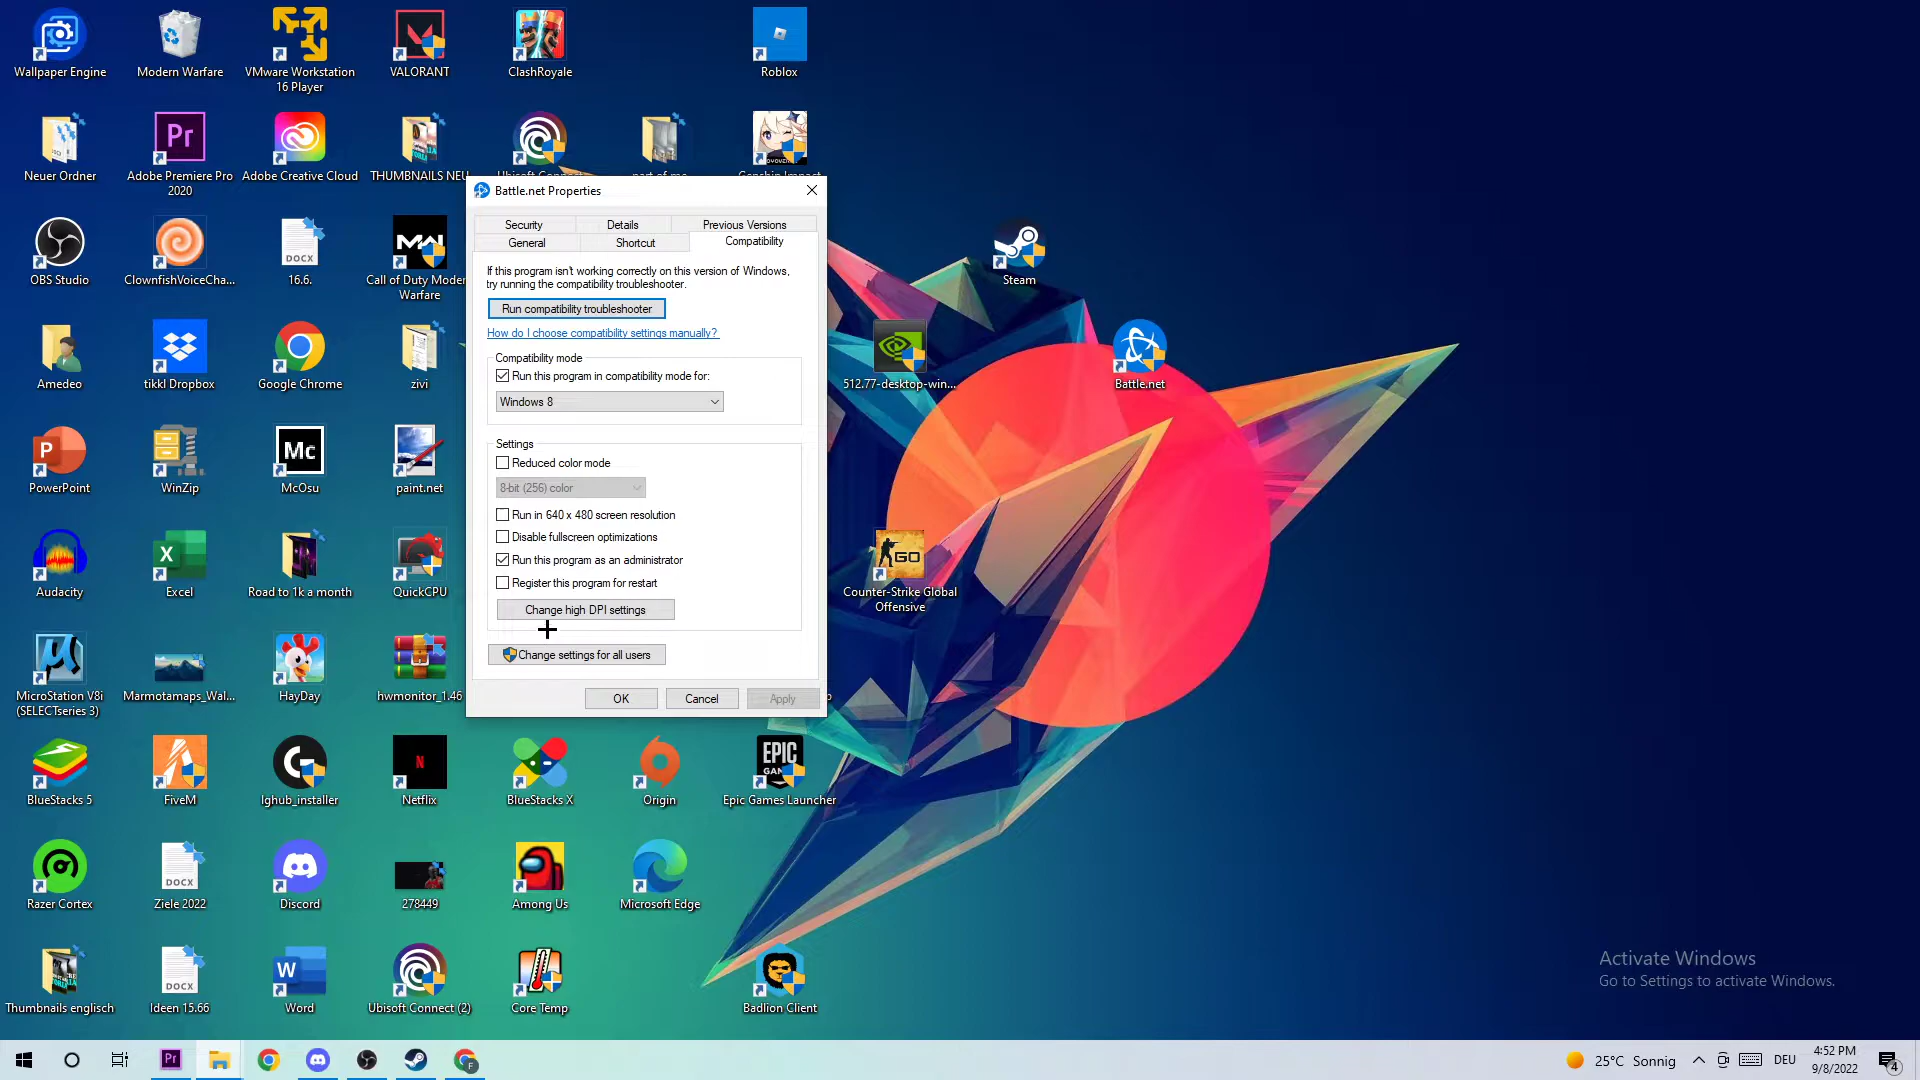 Wallpaper Engine
Modern Warfare
VMware Workstation
16 Player
VALORANT
ClashRoyale
Roblox
Neuer Ordner
Adobe Premiere Pro
2020
Adobe Creative Cloud
THUMBNAILS NEU
OBS Studio
ClownfishVoiceCha...
DOCX
16.6.
Call of Duty Moder
Warfare
Steam
Amedeo
tikkl Dropbox
Google Chrome
zivi
512.77-desktop-win...
Battle.net
PowerPoint
WinZip
McOsu
paint.net
Audacity
Excel
Road to 1k a month
QuickCPU
Counter-Strike Global
Offensive
MicroStation V8i
(SELECTseries 3)
Marmotamaps_Wal...
HayDay
hwmonitor_1.46
BlueStacks 5
FiveM
lghub_installer
Netflix
BlueStacks X
Origin
EPIC
Epic Games Launcher
Razer Cortex
DOCX
Ziele 2022
Discord
278449
Among Us
Microsoft Edge
Thumbnails englisch
DOCX
Ideen 15.66
Word
Ubisoft Connect (2)
Core Temp
Badlion Client
Battle.net Properties
Security
Details
Previous Versions
General
Shortcut
Compatibility
If this program isn't working correctly on this version of Windows,
try running the compatibility troubleshooter.
Run compatibility troubleshooter
How do I choose compatibility settings manually?
Compatibility mode
Run this program in compatibility mode for:
Windows 8
Settings
Reduced color mode
8-bit (256) color
Run in 640 x 480 screen resolution
Disable fullscreen optimizations
Run this program as an administrator
Register this program for restart
Change high DPI settings
Change settings for all users
OK
Cancel
Apply
Activate Windows
Go to Settings to activate Windows.
25°C Sonnig
DEU
4:52 PM
9/8/2022
4